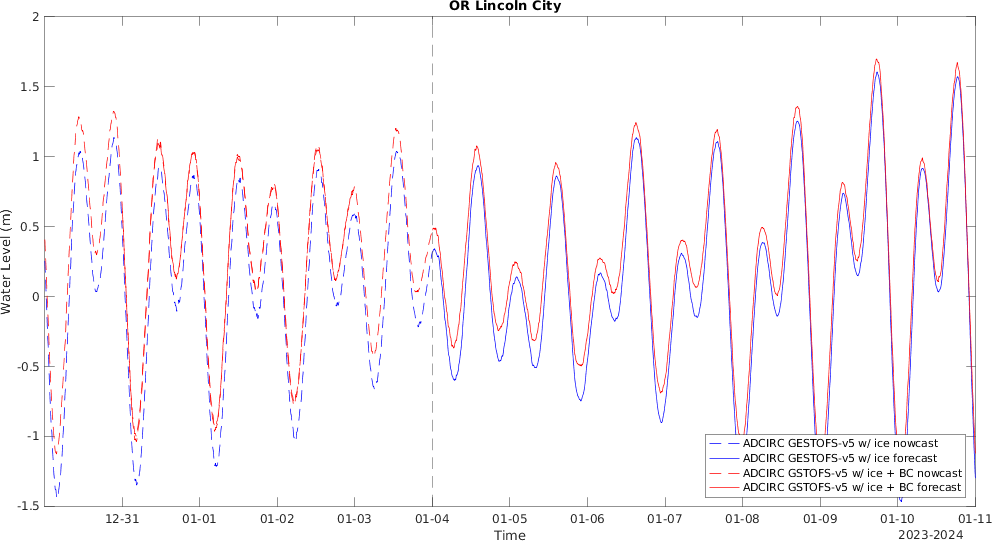 OR Lincoln City
2
1.5
1
0.5
0
-0.5
-1
-1.5
Water Level (m)
ADCIRC GESTOFS-v5 w/ ice nowcast
ADCIRC GESTOFS-v5 w/ ice forecast
ADCIRC GSTOFS-v5 w/ ice + BC nowcast
ADCIRC GSTOFS-v5 w/ ice + BC forecast
12-31 01-01 01-02 01-03 01-04 01-05 01-06 01-07 01-08 01-09 01-10 01-11
Time
2023-2024